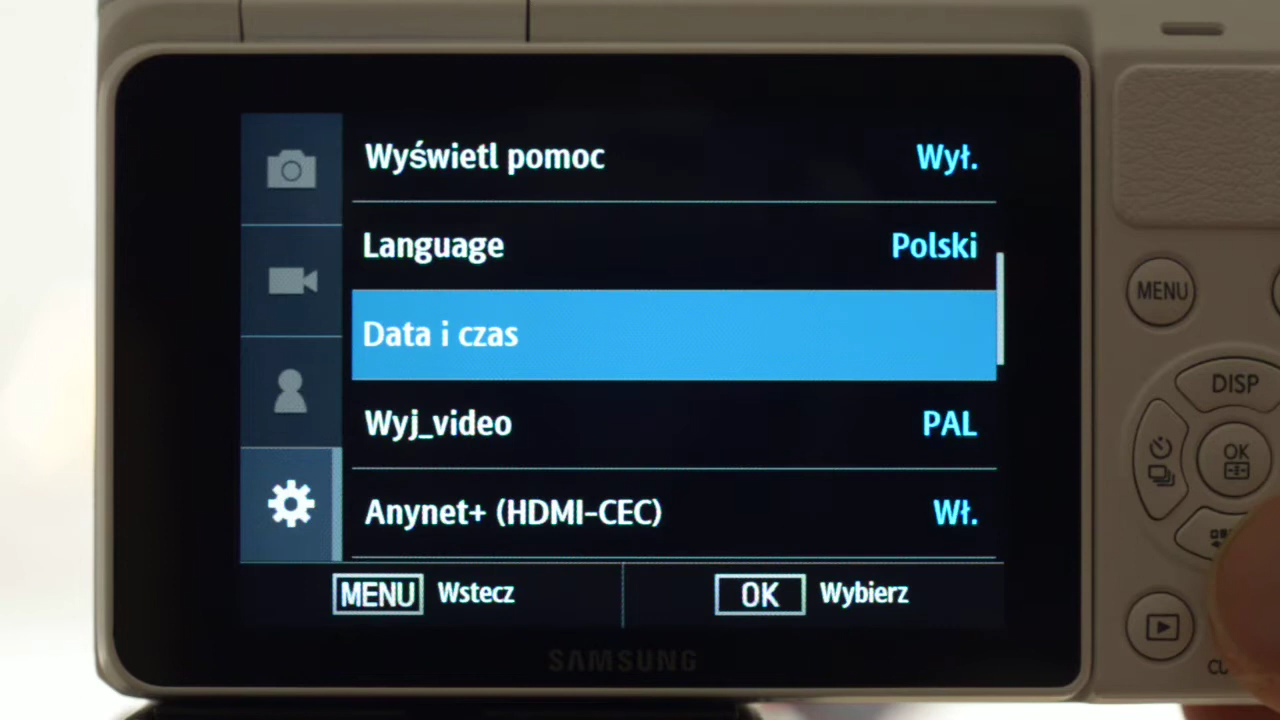 Wyświetl pomoc Wył.
Language Polski
Data i czas
Wyj_video PAL
Anynet+ (HDMI-CEC) Wł.
MENU Wstecz OK Wybierz
SAMSUNG
MENU
DISP
OK